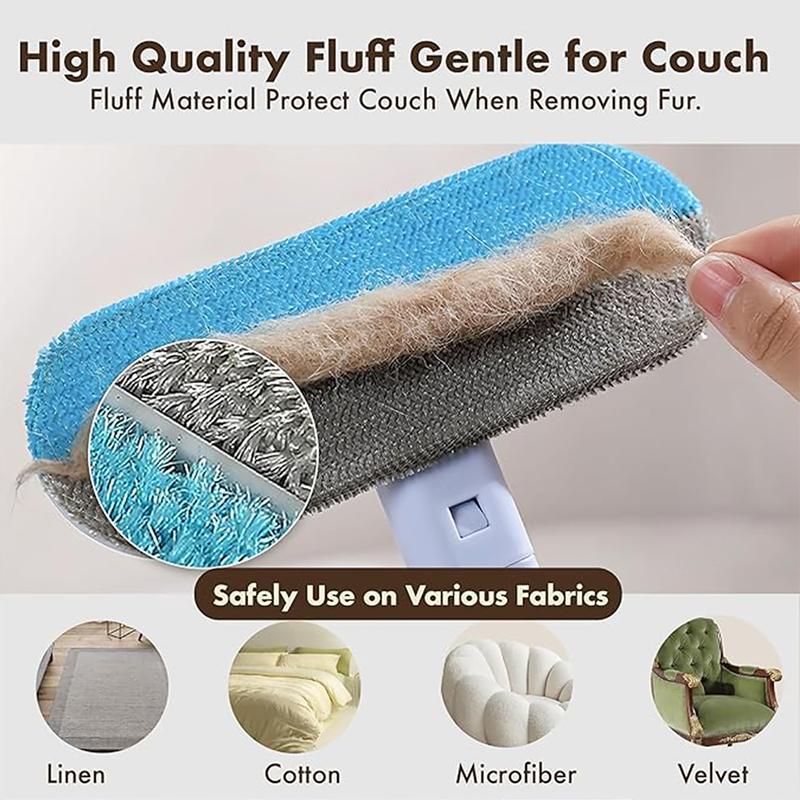 High Quality Fluff Gentle for Couch
Fluff Material Protect Couch When Removing Fur.
Safely Use on Various Fabrics
Linen
Cotton
Microfiber
Velvet